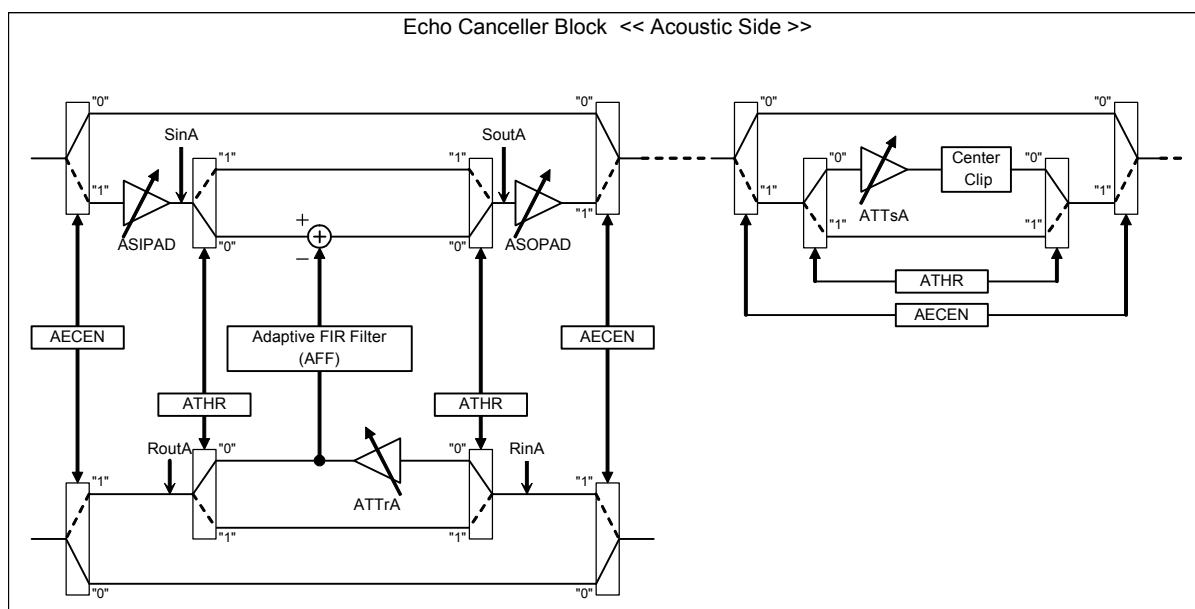 Echo Canceller Block << Acoustic Side >>
"0" "0" "0" "0"
SinA SoutA
"1" "1" "0" "0"
Center
Clip
"1" "1" "1" "1"
ATTsA
"1" "1"
ASIPAD ASOPAD
"0" "0"
+
+
−
ATHR
AECEN
AECEN
Adaptive FIR Filter
(AFF)
AECEN
ATHR ATHR
RoutA RinA
"0" "0"
"1" "1"
ATTrA
"1" "1"
"0" "0"